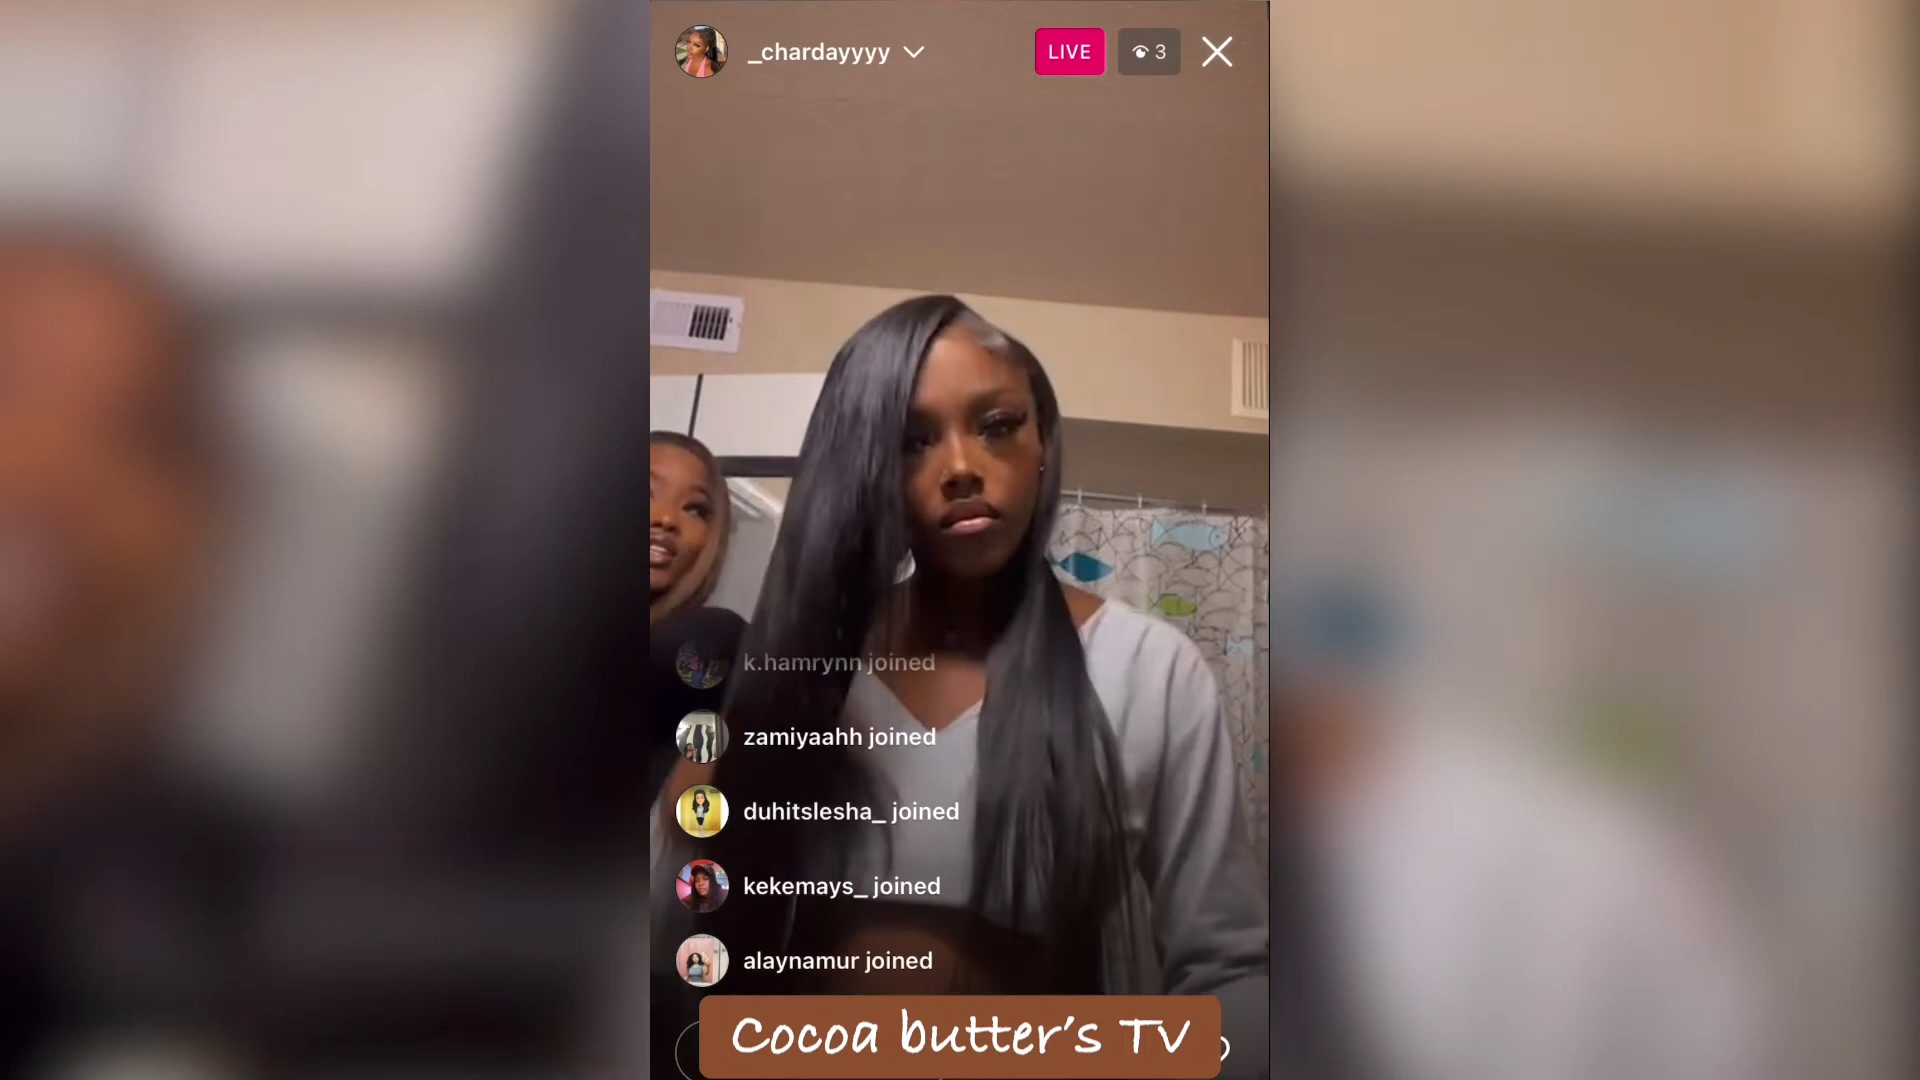 _chardayyyy
LIVE
3
k.hamrynn joined
zamiyaahh joined
duhitslesha_ joined
kekemays_ joined
alaynamur joined
Cocoa butter's TV